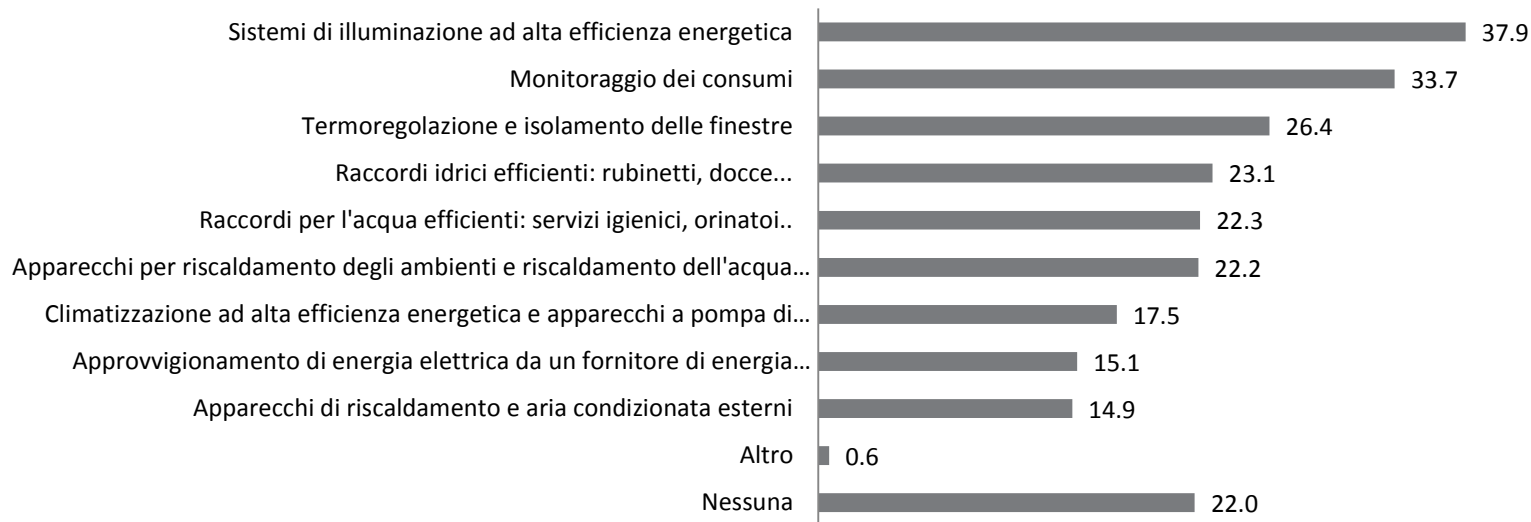 Sistemi di illuminazione ad alta efficienza energetica 37.9
Monitoraggio dei consumi 33.7
Termoregolazione e isolamento delle finestre 26.4
Raccordi idrici efficienti: rubinetti, docce... 23.1
Raccordi per l'acqua efficienti: servizi igienici, orinatoi.. 22.3
Apparecchi per riscaldamento degli ambienti e riscaldamento dell'acqua... 22.2
Climatizzazione ad alta efficienza energetica e apparecchi a pompa di... 17.5
Approvvigionamento di energia elettrica da un fornitore di energia... 15.1
Apparecchi di riscaldamento e aria condizionata esterni 14.9
Altro 0.6
Nessuna 22.0